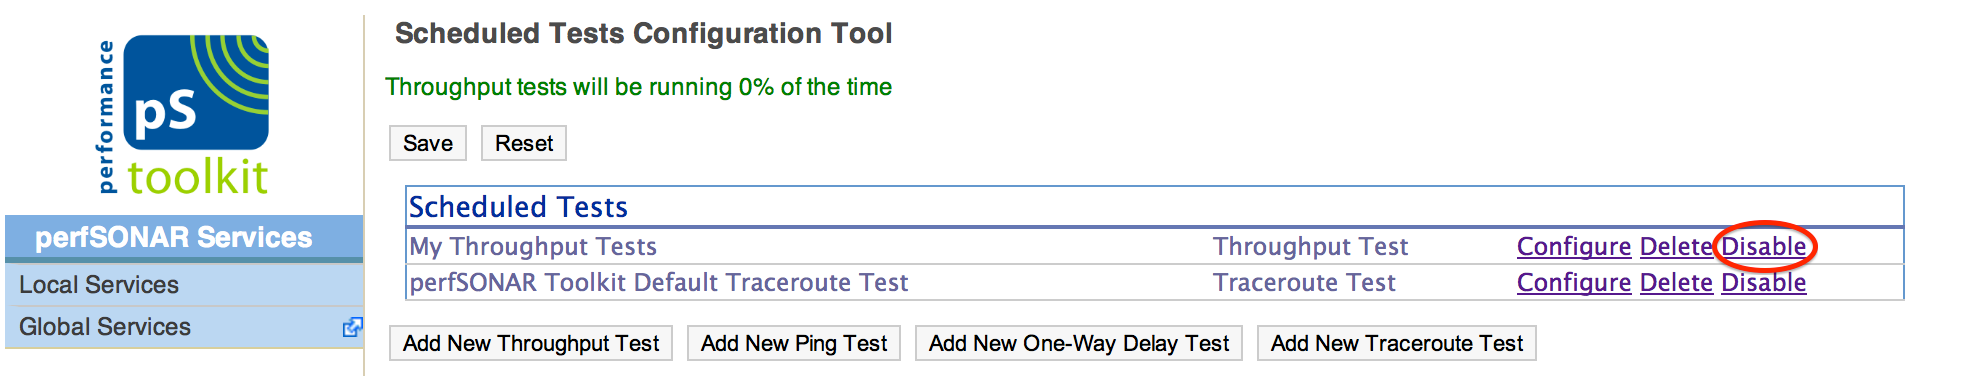 performance
pS
toolkit
perfSONAR Services
Local Services
Global Services
Scheduled Tests Configuration Tool
Throughput tests will be running 0% of the time
Save Reset
Scheduled Tests
My Throughput Tests Throughput Test Configure Delete Disable
perfSONAR Toolkit Default Traceroute Test Traceroute Test Configure Delete Disable
Add New Throughput Test Add New Ping Test Add New One-Way Delay Test Add New Traceroute Test